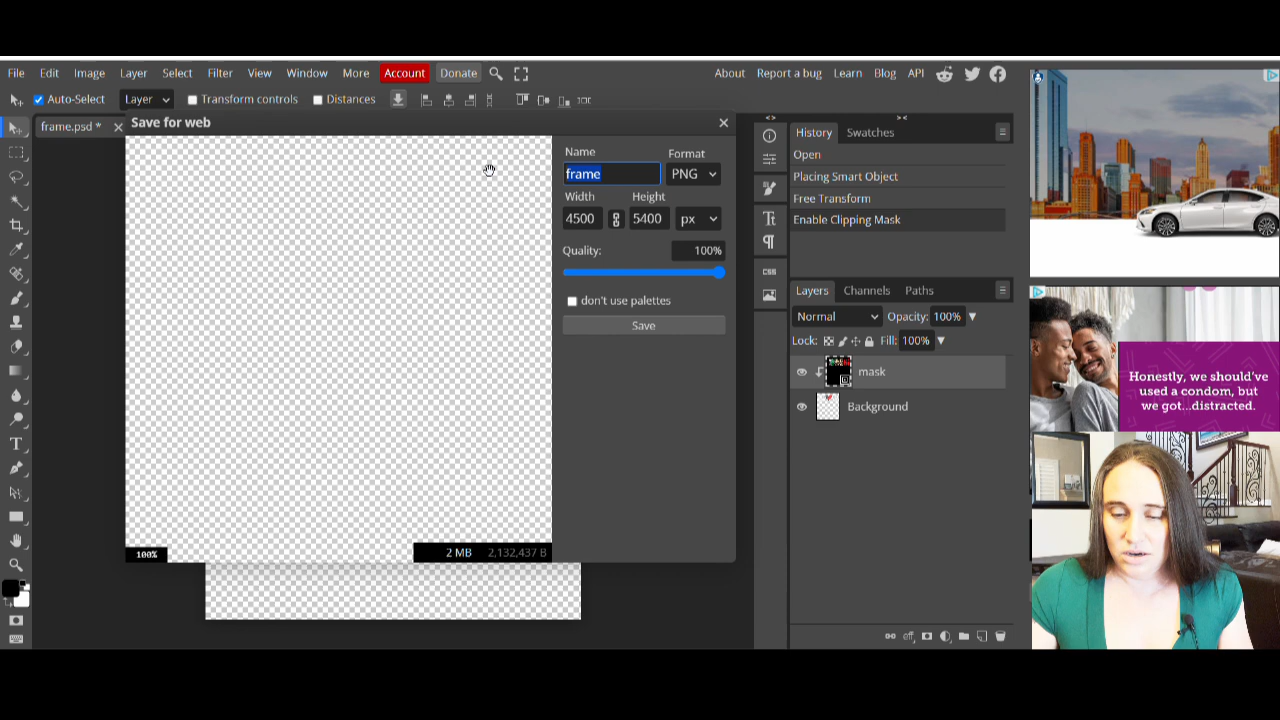 File Edit Image Layer Select Filter View Window More Account Donate About Report a bug Learn Blog API
Auto-Select Layer Transform controls Distances
frame.psd *
Save for web
Name
Format
frame
PNG
Width
Height
4500
5400
px
Quality:
100%
don't use palettes
Save
100%
2 MB 2,132,437 B
History Swatches
Open
Placing Smart Object
Free Transform
Enable Clipping Mask
CSS
Layers Channels Paths
Normal Opacity: 100%
Lock: Fill: 100%
mask
Background
eff
Honestly, we should've
used a condom, but
we got...distracted.